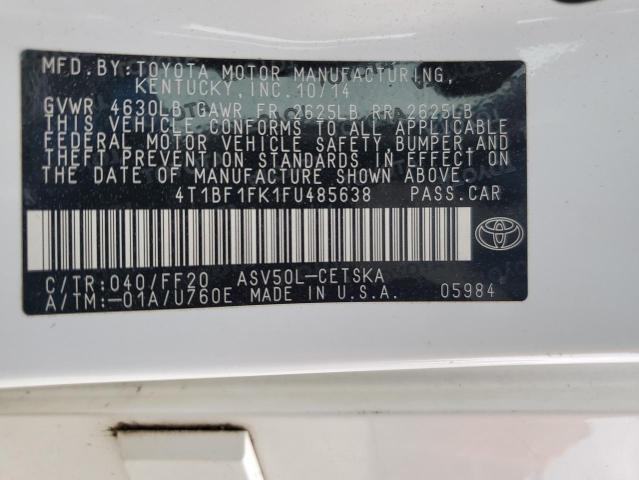 MFD.BY:TOYOTA MOTOR MANUFACTURING,
KENTUCKY, INC. 10/14
GVWR 4630LB GAWR FR 2625LB RR 2625LB
THIS VEHICLE CONFORMS TO ALL APPLICABLE
FEDERAL MOTOR VEHICLE SAFETY, BUMPER, AND
THEFT PREVENTION STANDARDS IN EFFECT ON
THE DATE OF MANUFACTURE SHOWN ABOVE.
4T1BF1FK1FU485638 PASS.CAR
C/TR:040/FF20 ASV50L-CETSKA
A/TM:-01A/U760E MADE IN U.S.A. 05984